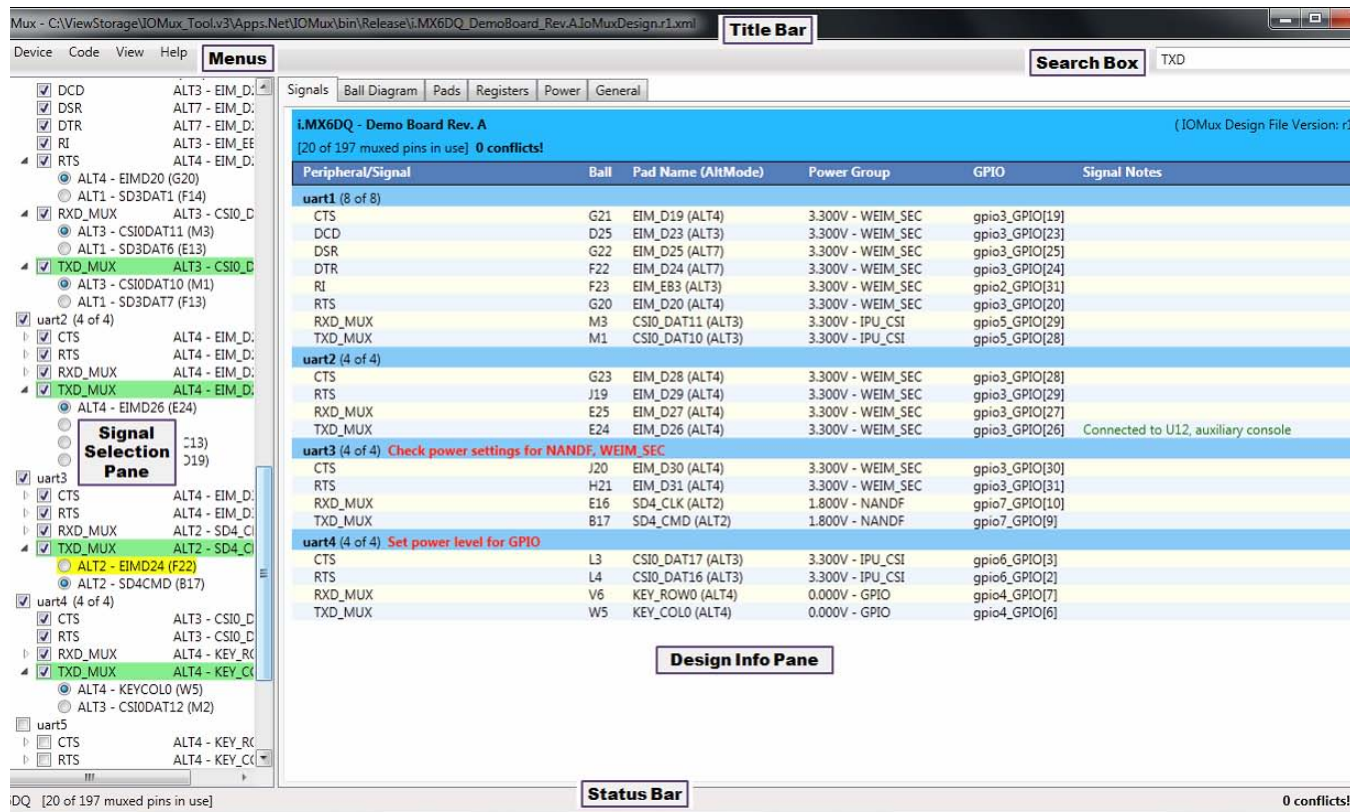 Mux - C:\ViewStorage\IOMux_Tool.v3\Apps.Net\IOMux\bin\Release\i.MX6DQ_DemoBoard_Rev.A.IoMuxDesign.r1.xml
Title Bar
Device Code View Help
Menus
Search Box
TXD
DCD ALT3 - EIM_D
DSR ALT7 - EIM_D
DTR ALT7 - EIM_D
RI ALT3 - EIM_EB
RTS ALT4 - EIM_D
ALT4 - EIMD20 (G20)
ALT1 - SD3DAT1 (F14)
RXD_MUX ALT3 - CSI0_D
ALT3 - CSI0DAT11 (M3)
ALT1 - SD3DAT6 (E13)
TXD_MUX ALT3 - CSI0_D
ALT3 - CSI0DAT10 (M1)
ALT1 - SD3DAT7 (F13)
uart2 (4 of 4)
CTS ALT4 - EIM_D
RTS ALT4 - EIM_D
RXD_MUX ALT4 - EIM_D
TXD_MUX ALT4 - EIM_D
ALT4 - EIMD26 (E24)
C13)
D19)
Signal
Selection
Pane
uart3
CTS ALT4 - EIM_D
RTS ALT4 - EIM_D
RXD_MUX ALT2 - SD4_C
TXD_MUX ALT2 - SD4_C
ALT2 - EIMD24 (F22)
ALT2 - SD4CMD (B17)
uart4 (4 of 4)
CTS ALT3 - CSI0_D
RTS ALT3 - CSI0_D
RXD_MUX ALT4 - KEY_RO
TXD_MUX ALT4 - KEY_CO
ALT4 - KEYCOL0 (W5)
ALT3 - CSI0DAT12 (M2)
uart5
CTS ALT4 - KEY_RO
RTS ALT4 - KEY_CO
Signals Ball Diagram Pads Registers Power General
i.MX6DQ - Demo Board Rev. A ( IOMux Design File Version: r1
[20 of 197 muxed pins in use] 0 conflicts!
Peripheral/Signal Ball Pad Name (AltMode) Power Group GPIO Signal Notes
uart1 (8 of 8)
CTS G21 EIM_D19 (ALT4) 3.300V - WEIM_SEC gpio3_GPIO[19]
DCD D25 EIM_D23 (ALT3) 3.300V - WEIM_SEC gpio3_GPIO[23]
DSR G22 EIM_D25 (ALT7) 3.300V - WEIM_SEC gpio3_GPIO[25]
DTR F22 EIM_D24 (ALT7) 3.300V - WEIM_SEC gpio3_GPIO[24]
RI F23 EIM_EB3 (ALT3) 3.300V - WEIM_SEC gpio2_GPIO[31]
RTS G20 EIM_D20 (ALT4) 3.300V - WEIM_SEC gpio3_GPIO[20]
RXD_MUX M3 CSI0_DAT11 (ALT3) 3.300V - IPU_CSI gpio5_GPIO[29]
TXD_MUX M1 CSI0_DAT10 (ALT3) 3.300V - IPU_CSI gpio5_GPIO[28]
uart2 (4 of 4)
CTS G23 EIM_D28 (ALT4) 3.300V - WEIM_SEC gpio3_GPIO[28]
RTS J19 EIM_D29 (ALT4) 3.300V - WEIM_SEC gpio3_GPIO[29]
RXD_MUX E25 EIM_D27 (ALT4) 3.300V - WEIM_SEC gpio3_GPIO[27]
TXD_MUX E24 EIM_D26 (ALT4) 3.300V - WEIM_SEC gpio3_GPIO[26] Connected to U12, auxiliary console
uart3 (4 of 4) Check power settings for NANDF, WEIM_SEC
CTS J20 EIM_D30 (ALT4) 3.300V - WEIM_SEC gpio3_GPIO[30]
RTS H21 EIM_D31 (ALT4) 3.300V - WEIM_SEC gpio3_GPIO[31]
RXD_MUX E16 SD4_CLK (ALT2) 1.800V - NANDF gpio7_GPIO[10]
TXD_MUX B17 SD4_CMD (ALT2) 1.800V - NANDF gpio7_GPIO[9]
uart4 (4 of 4) Set power level for GPIO
CTS L3 CSI0_DAT17 (ALT3) 3.300V - IPU_CSI gpio6_GPIO[3]
RTS L4 CSI0_DAT16 (ALT3) 3.300V - IPU_CSI gpio6_GPIO[2]
RXD_MUX V6 KEY_ROW0 (ALT4) 0.000V - GPIO gpio4_GPIO[7]
TXD_MUX W5 KEY_COL0 (ALT4) 0.000V - GPIO gpio4_GPIO[6]
Design Info Pane
DQ [20 of 197 muxed pins in use]
Status Bar
0 conflicts!